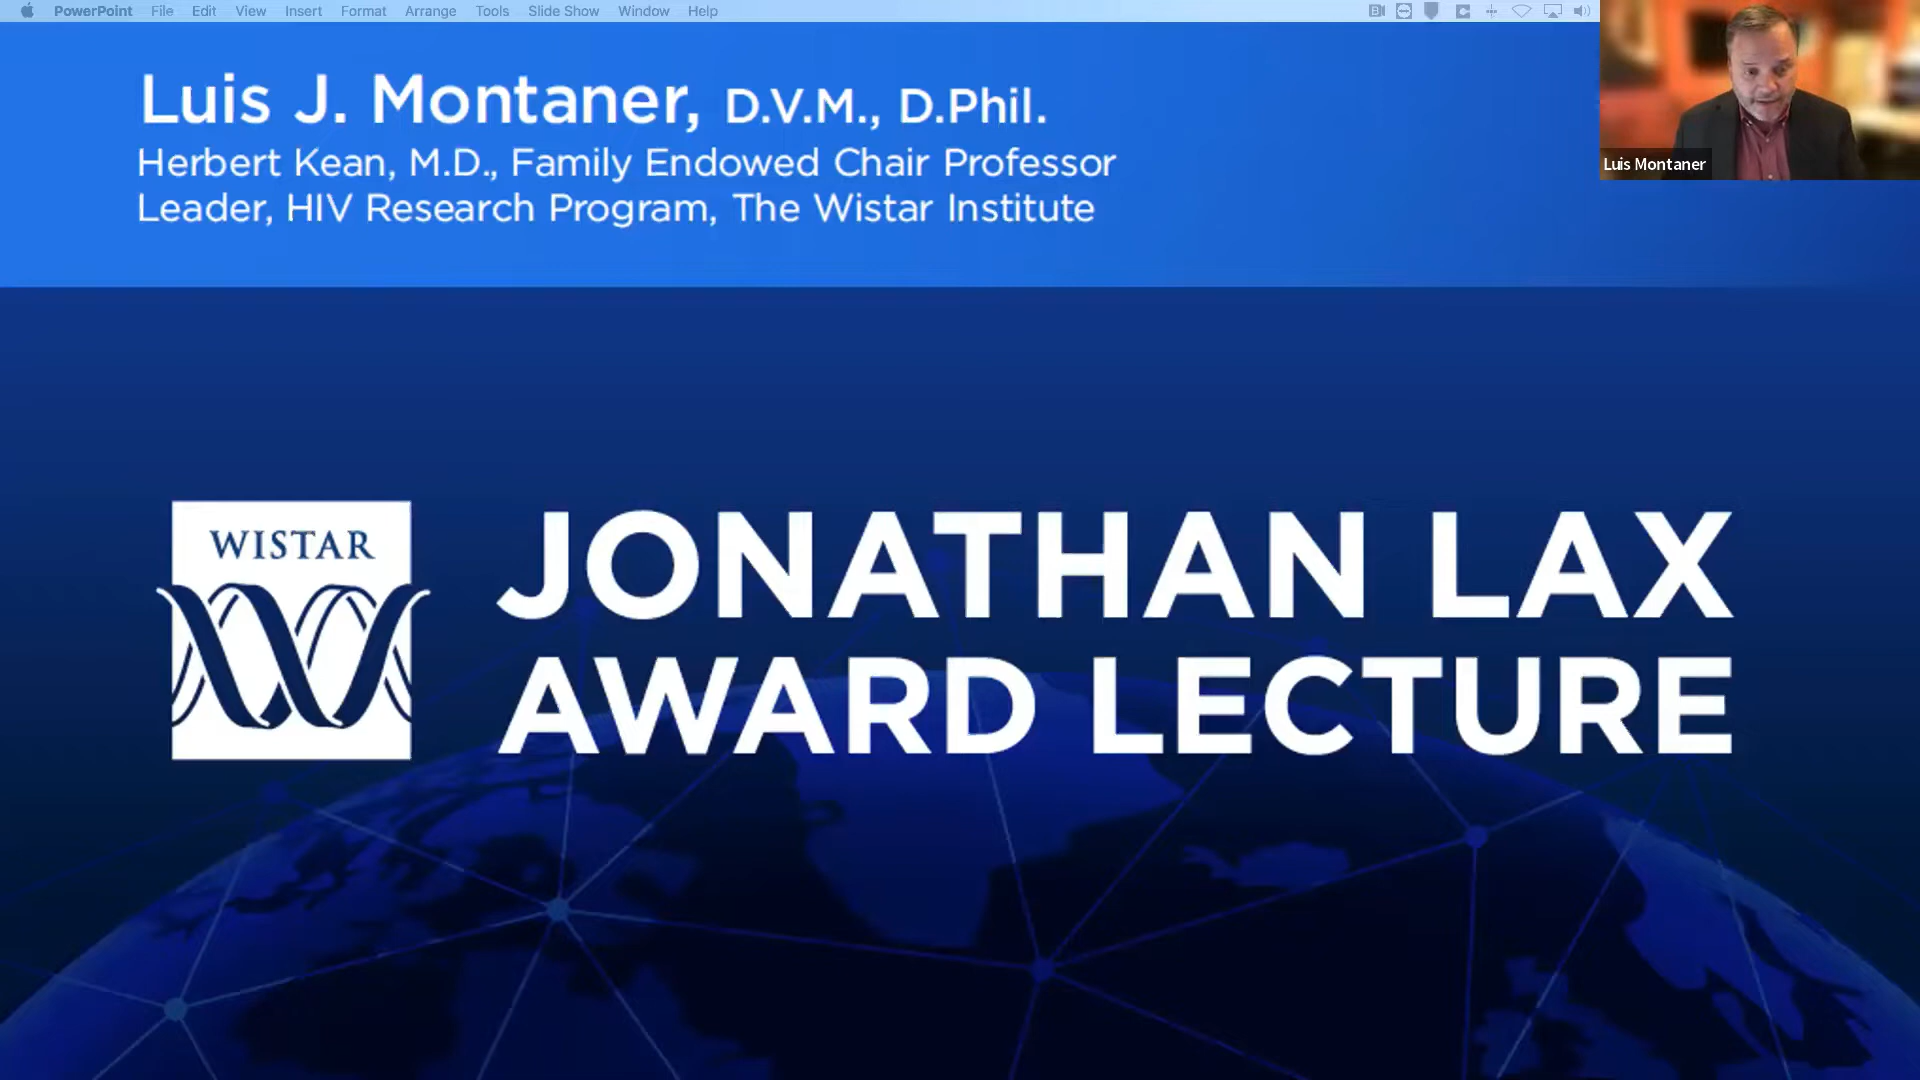 PowerPoint File Edit View Insert Format Arrange Tools Slide Show Window Help
Luis J. Montaner, D.V.M., D.Phil.
Herbert Kean, M.D., Family Endowed Chair Professor
Leader, HIV Research Program, The Wistar Institute
Luis Montaner
WISTAR
JONATHAN LAX
AWARD LECTURE